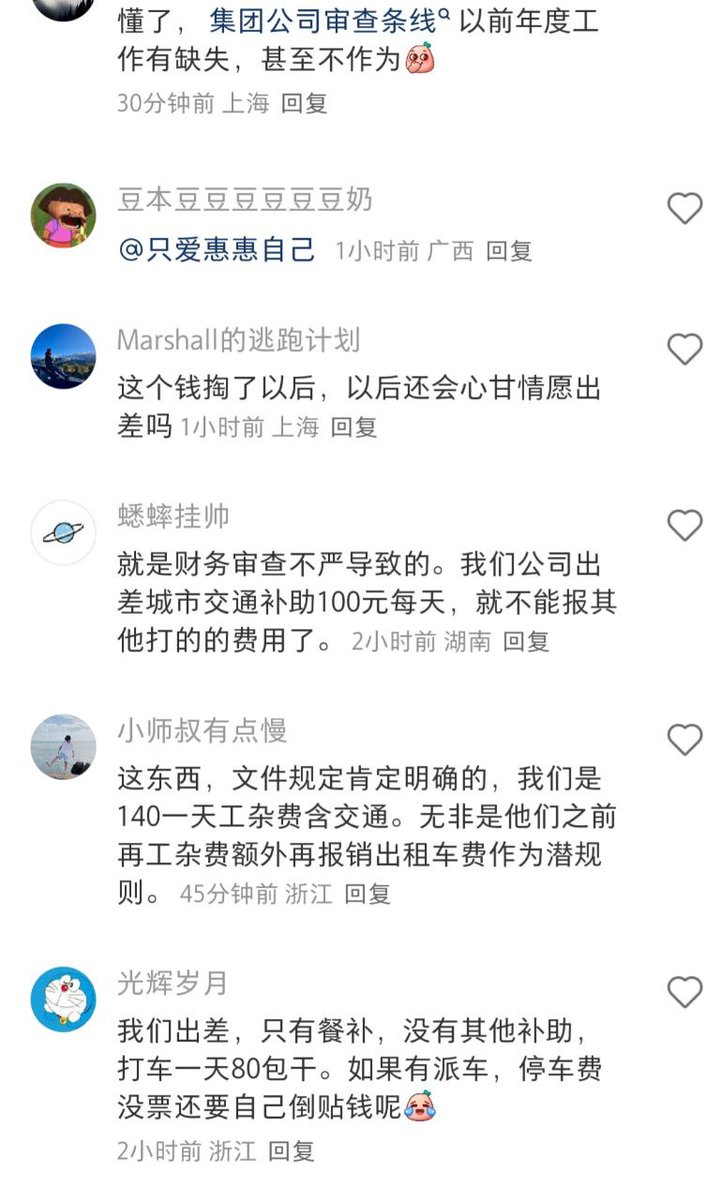 懂了，集团公司审查条线 以前年度工
作有缺失，甚至不作为
30分钟前 上海 回复
豆本豆豆豆豆豆豆奶
@只爱惠惠自己 1小时前 广西 回复
Marshall的逃跑计划
这个钱掏了以后，以后还会心甘情愿出
差吗 1小时前 上海 回复
蟋蟀挂帅
就是财务审查不严导致的。我们公司出
差城市交通补助100元每天，就不能报其
他打的的费用了。 2小时前 湖南 回复
小师叔有点慢
这东西，文件规定肯定明确的，我们是
140一天工杂费含交通。无非是他们之前
再工杂费额外再报销出租车费作为潜规
则。 45分钟前 浙江 回复
光辉岁月
我们出差，只有餐补，没有其他补助，
打车一天80包干。如果有派车，停车费
没票还要自己倒贴钱呢
2小时前 浙江 回复